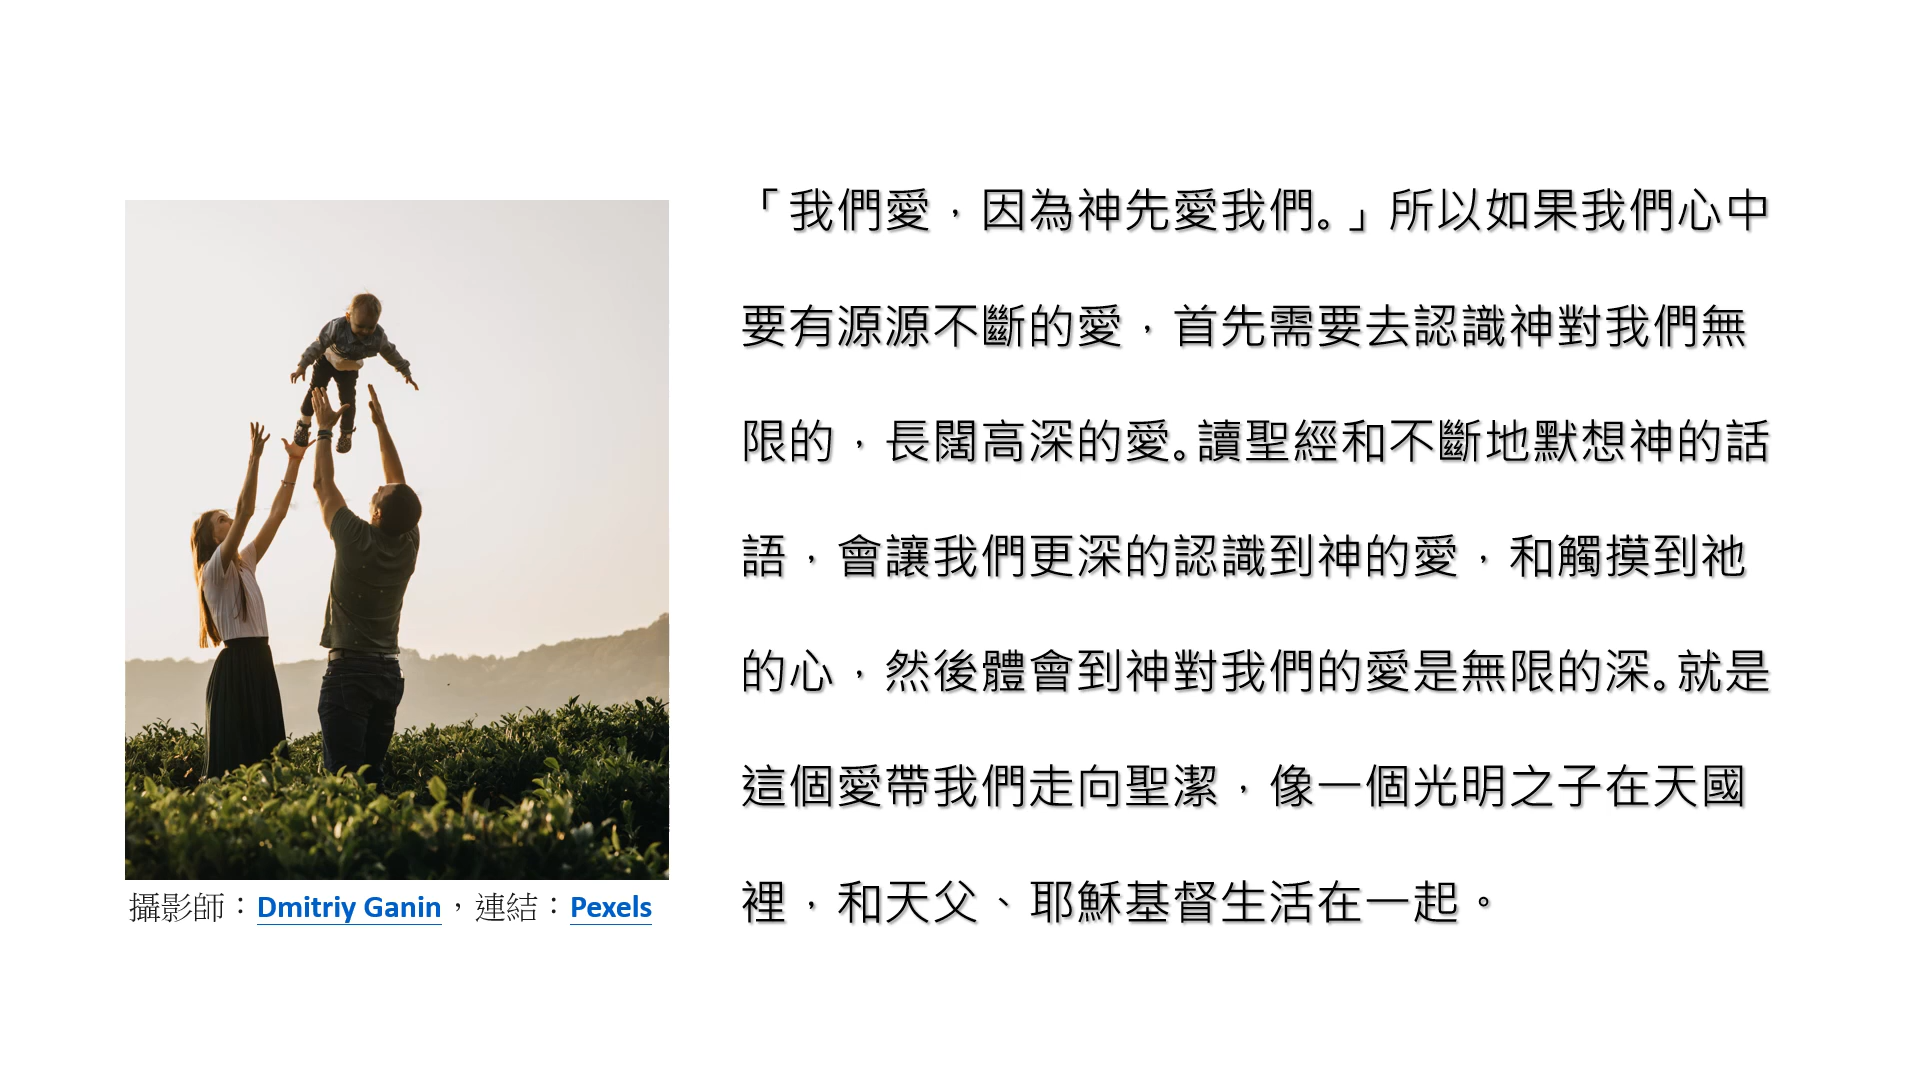 「我們愛，因為神先愛我們。」所以如果我們心中
要有源源不斷的愛，首先需要去認識神對我們無
限的，長闊高深的愛。讀聖經和不斷地默想神的話
語，會讓我們更深的認識到神的愛，和觸摸到祂
的心，然後體會到神對我們的愛是無限的深。就是
這個愛帶我們走向聖潔，像一個光明之子在天國
裡，和天父、耶穌基督生活在一起。
攝影師：Dmitriy Ganin，連結：Pexels